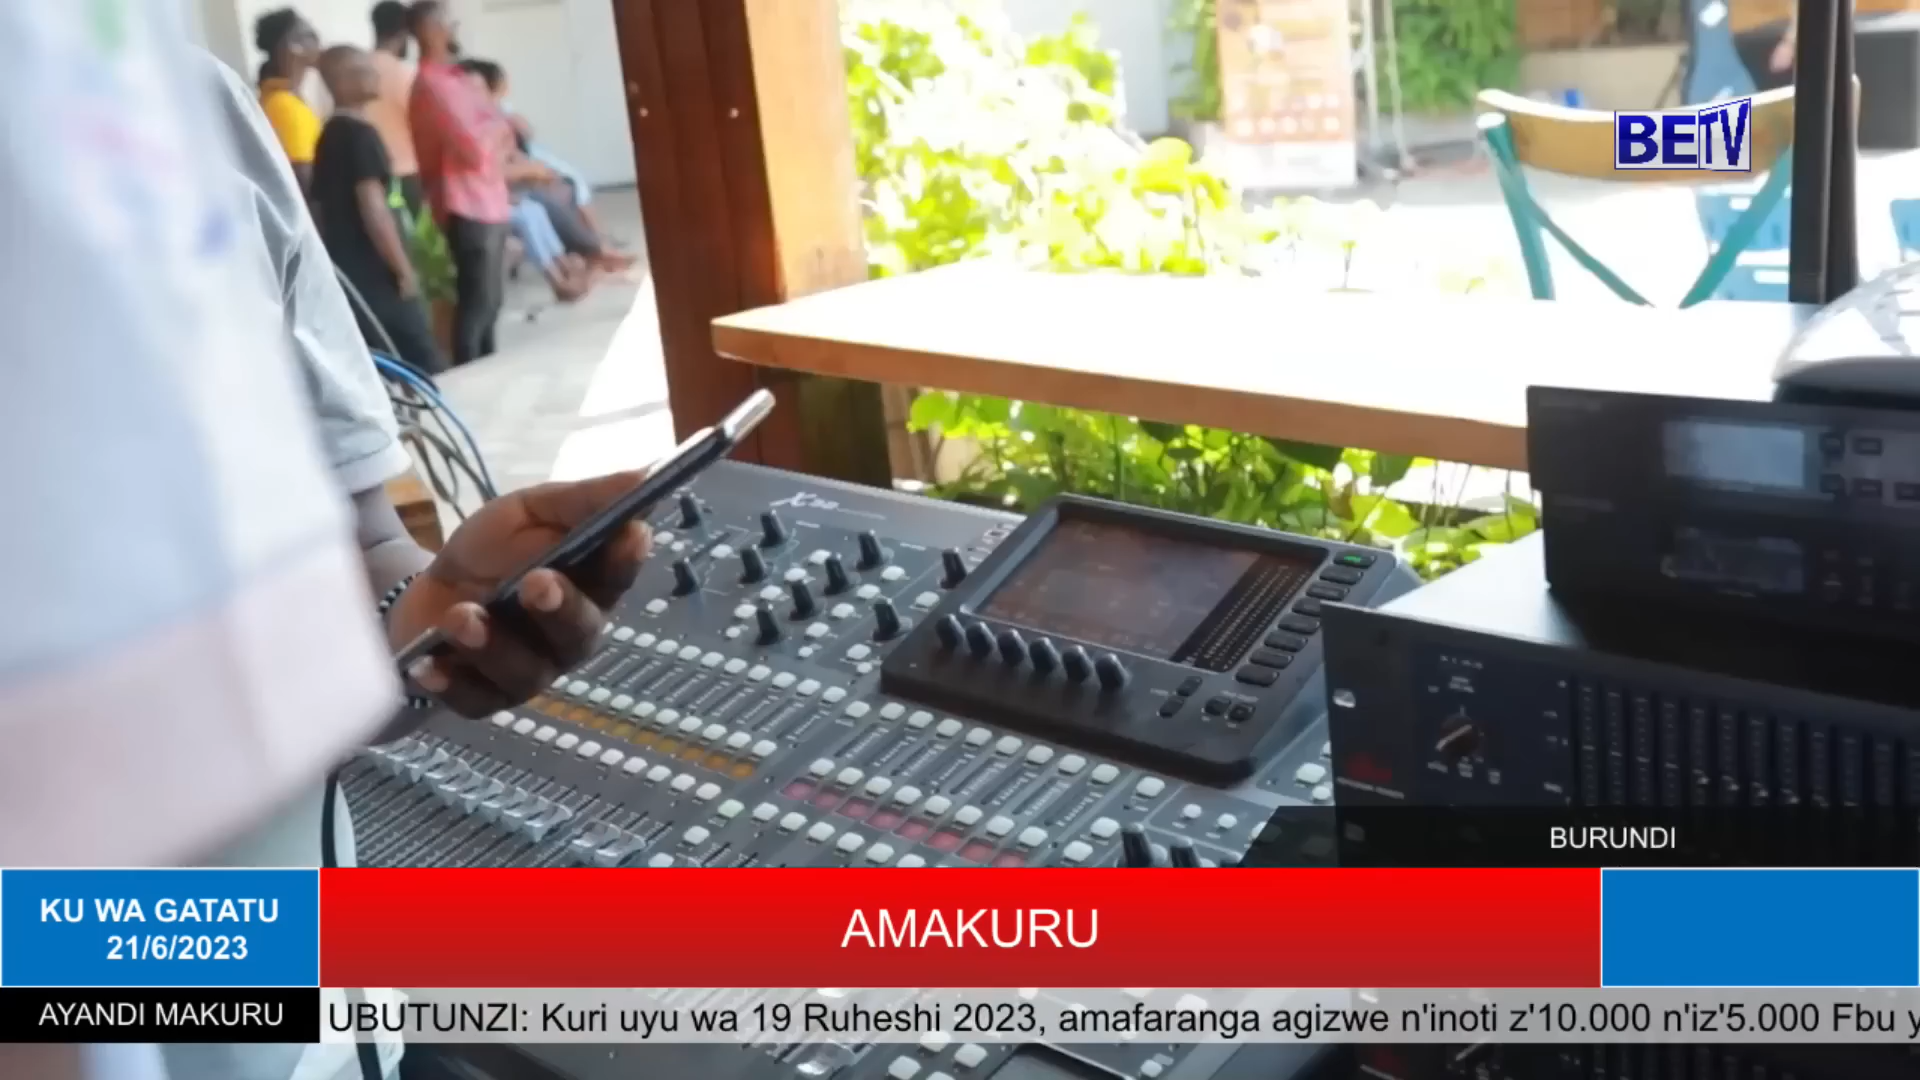 BETV
X32
BURUNDI
KU WA GATATU
21/6/2023
AMAKURU
AYANDI MAKURU
UBUTUNZI: Kuri uyu wa 19 Ruheshi 2023, amafaranga agizwe n'inoti z'10.000 n'iz'5.000 Fbu y